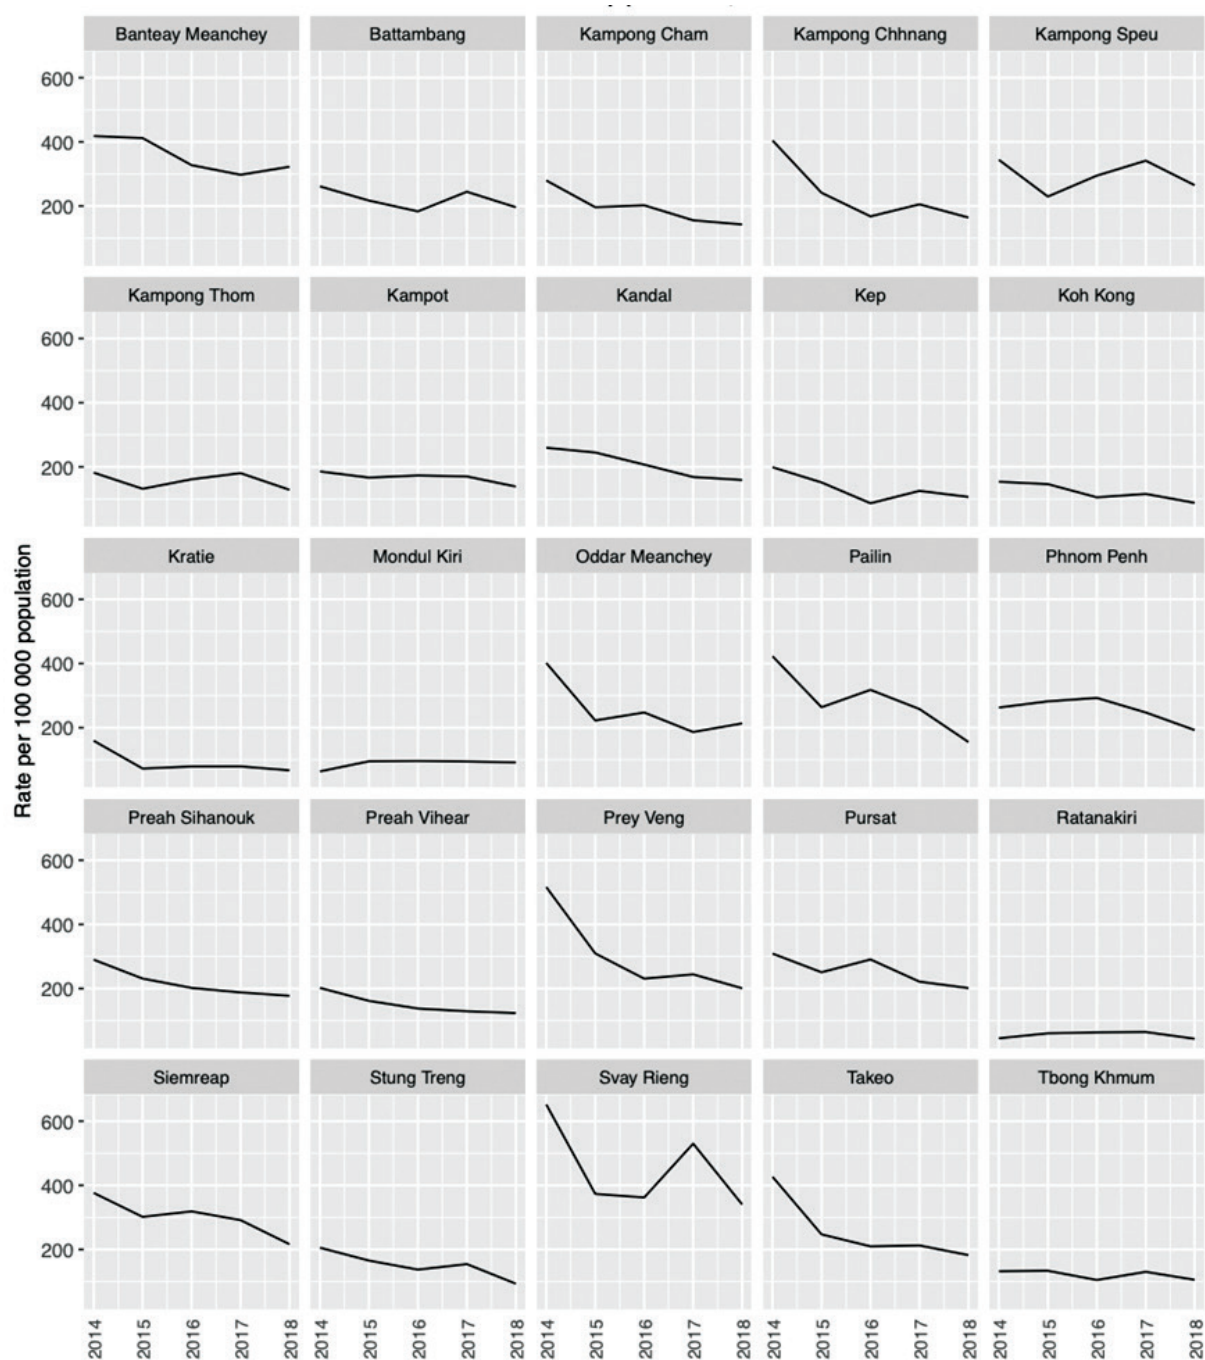 Banteay Meanchey Battambang Kampong Cham Kampong Chhnang Kampong Speu
600
400
200
Kampong Thom Kampot Kandal Kep Koh Kong
600
400
200
Kratie Mondul Kiri Oddar Meanchey Pailin Phnom Penh
600
400
200
Rate per 100 000 population
Preah Sihanouk Preah Vihear Prey Veng Pursat Ratanakiri
600
400
200
Siemreap Stung Treng Svay Rieng Takeo Tbong Khmum
600
400
200
2014 2015 2016 2017 2018 2014 2015 2016 2017 2018 2014 2015 2016 2017 2018 2014 2015 2016 2017 2018 2014 2015 2016 2017 2018